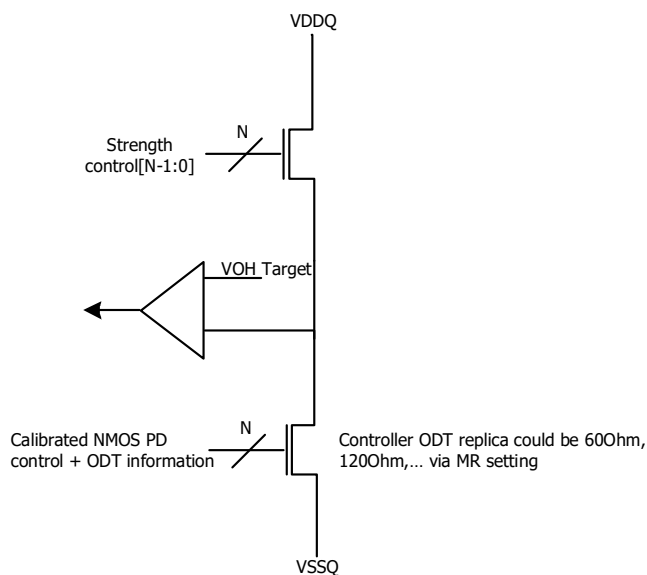 VDDQ
N
Strength
control[N-1:0]
VOH Target
N
Calibrated NMOS PD
control + ODT information
Controller ODT replica could be 60Ohm,
120Ohm,... via MR setting
VSSQ